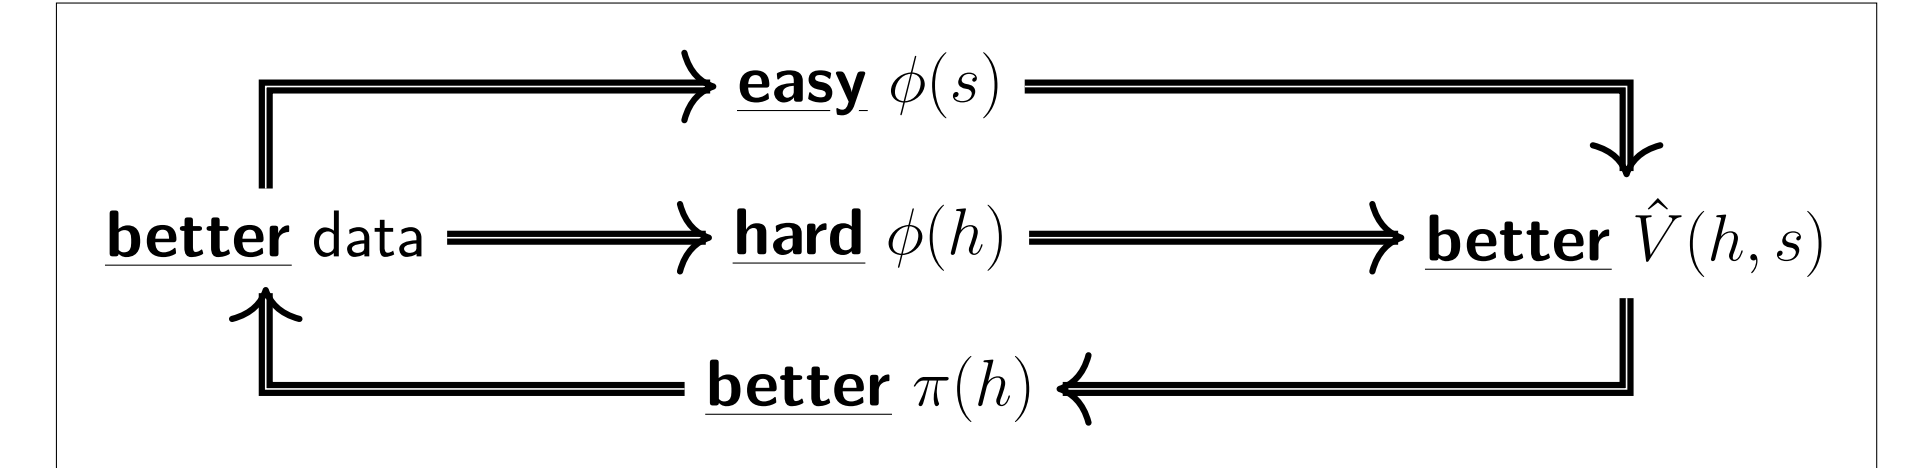 easy ϕ(s)
better data hard ϕ(h) better V̂(h, s)
better π(h)